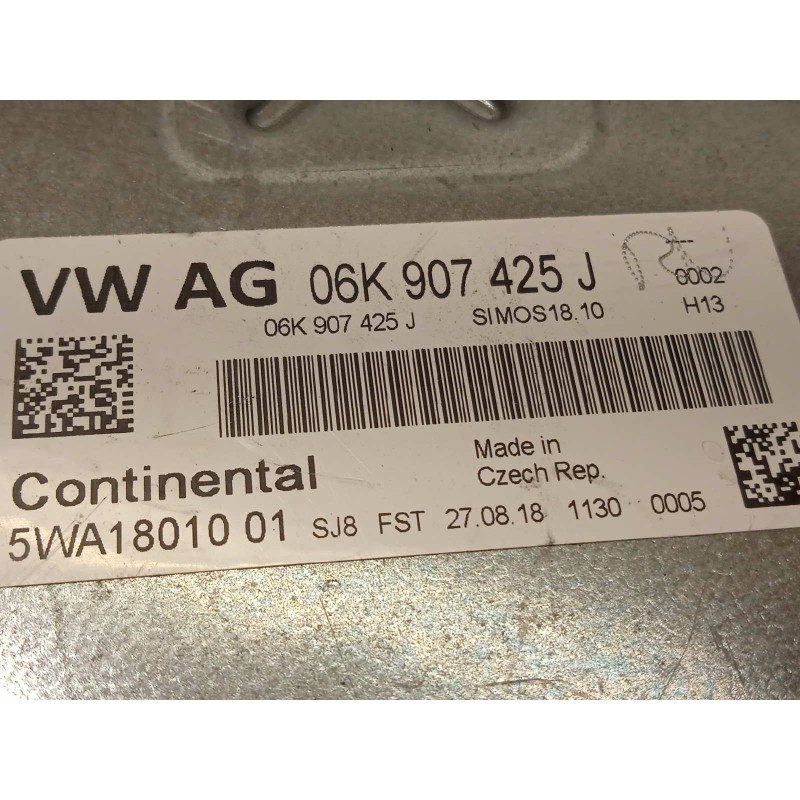 VW AG 06K 907 425 J 0002
06K 907 425 J SIMOS18.10 H13
Continental
Made in
Czech Rep.
5WA18010 01 SJ8 FST 27.08.18 1130 0005